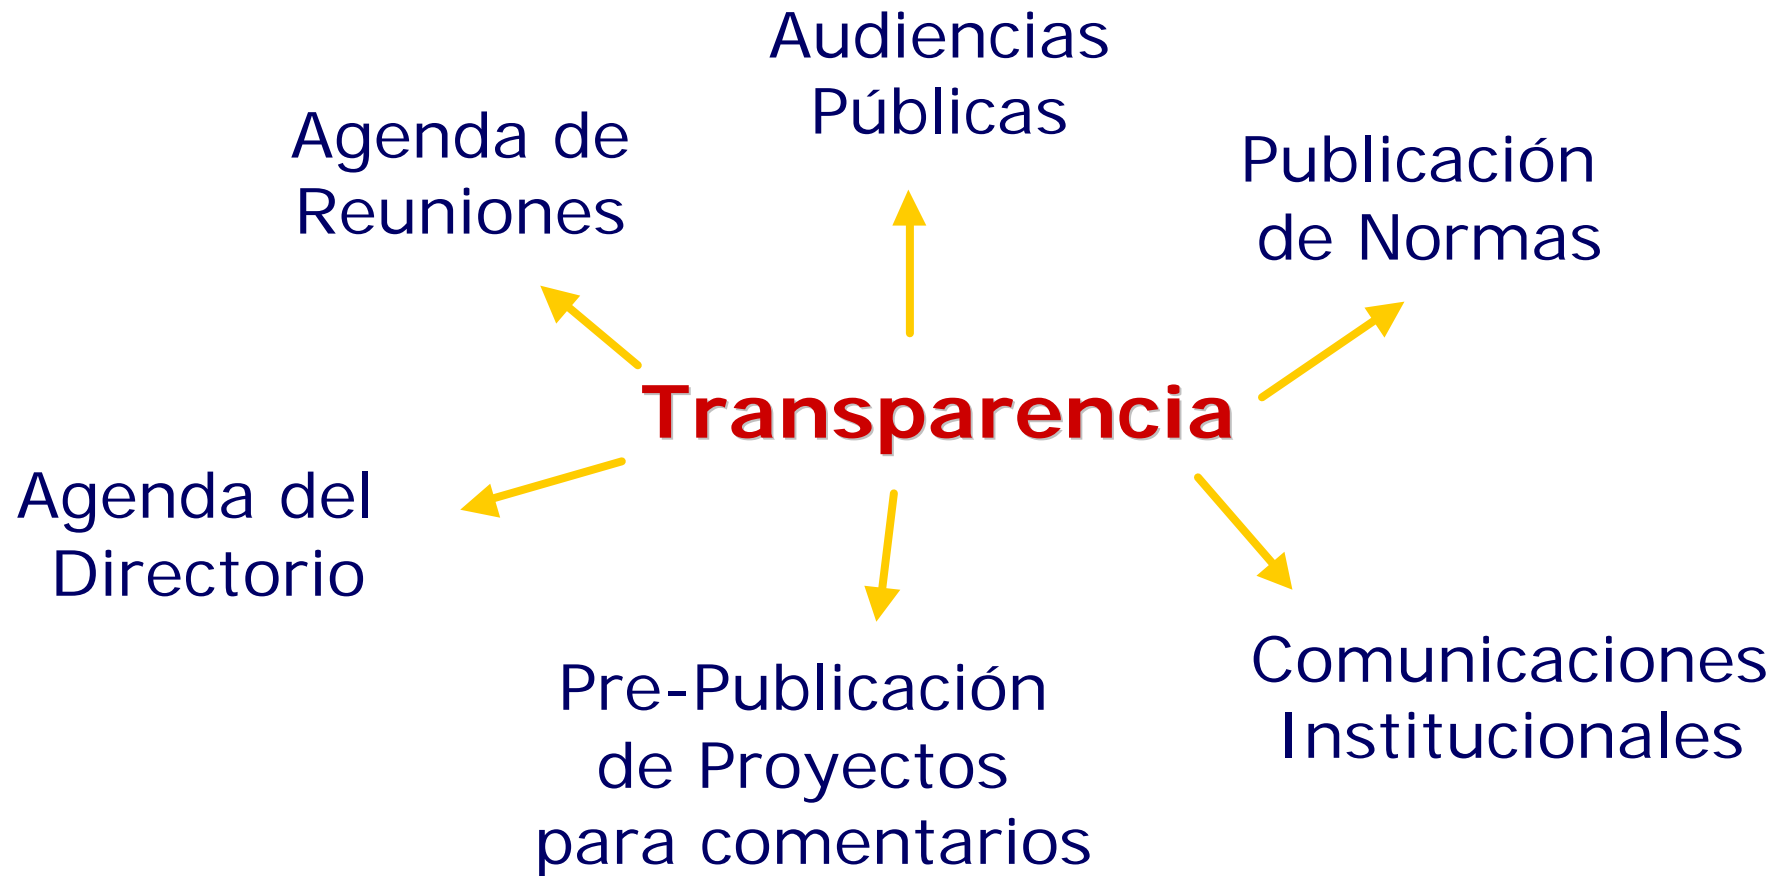 Audiencias
Públicas
Agenda de
Reuniones
Publicación
de Normas
Transparencia
Agenda del
Directorio
Pre-Publicación
de Proyectos
para comentarios
Comunicaciones
Institucionales